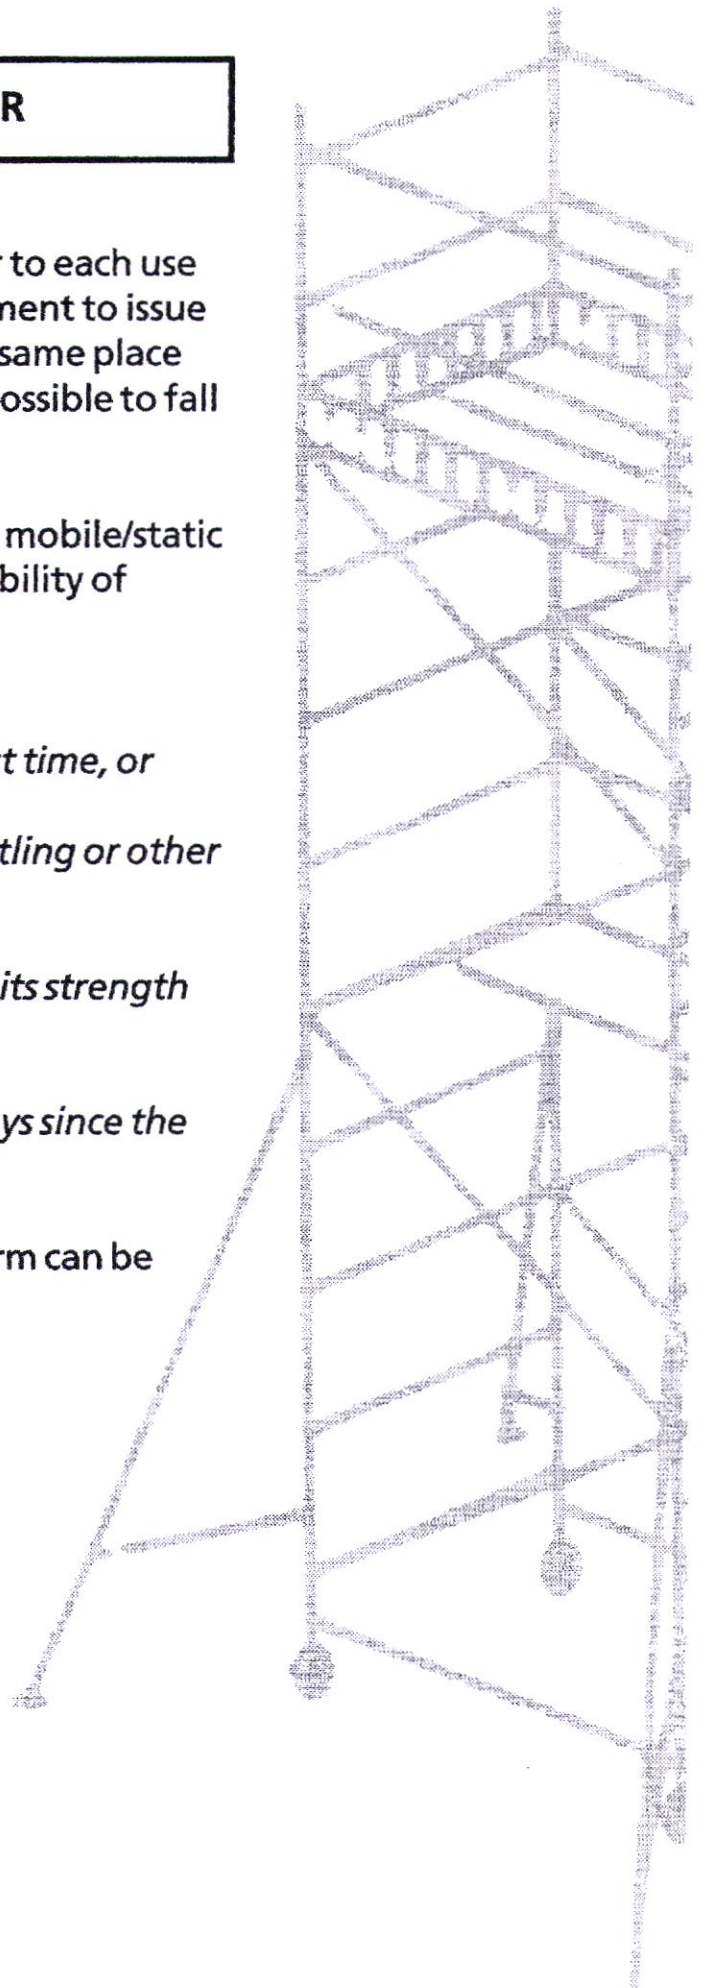 R
r to each use
ment to issue
same place
ossible to fall
mobile/static
bility of
t time, or
tling or other
its strength
ys since the
rm can be